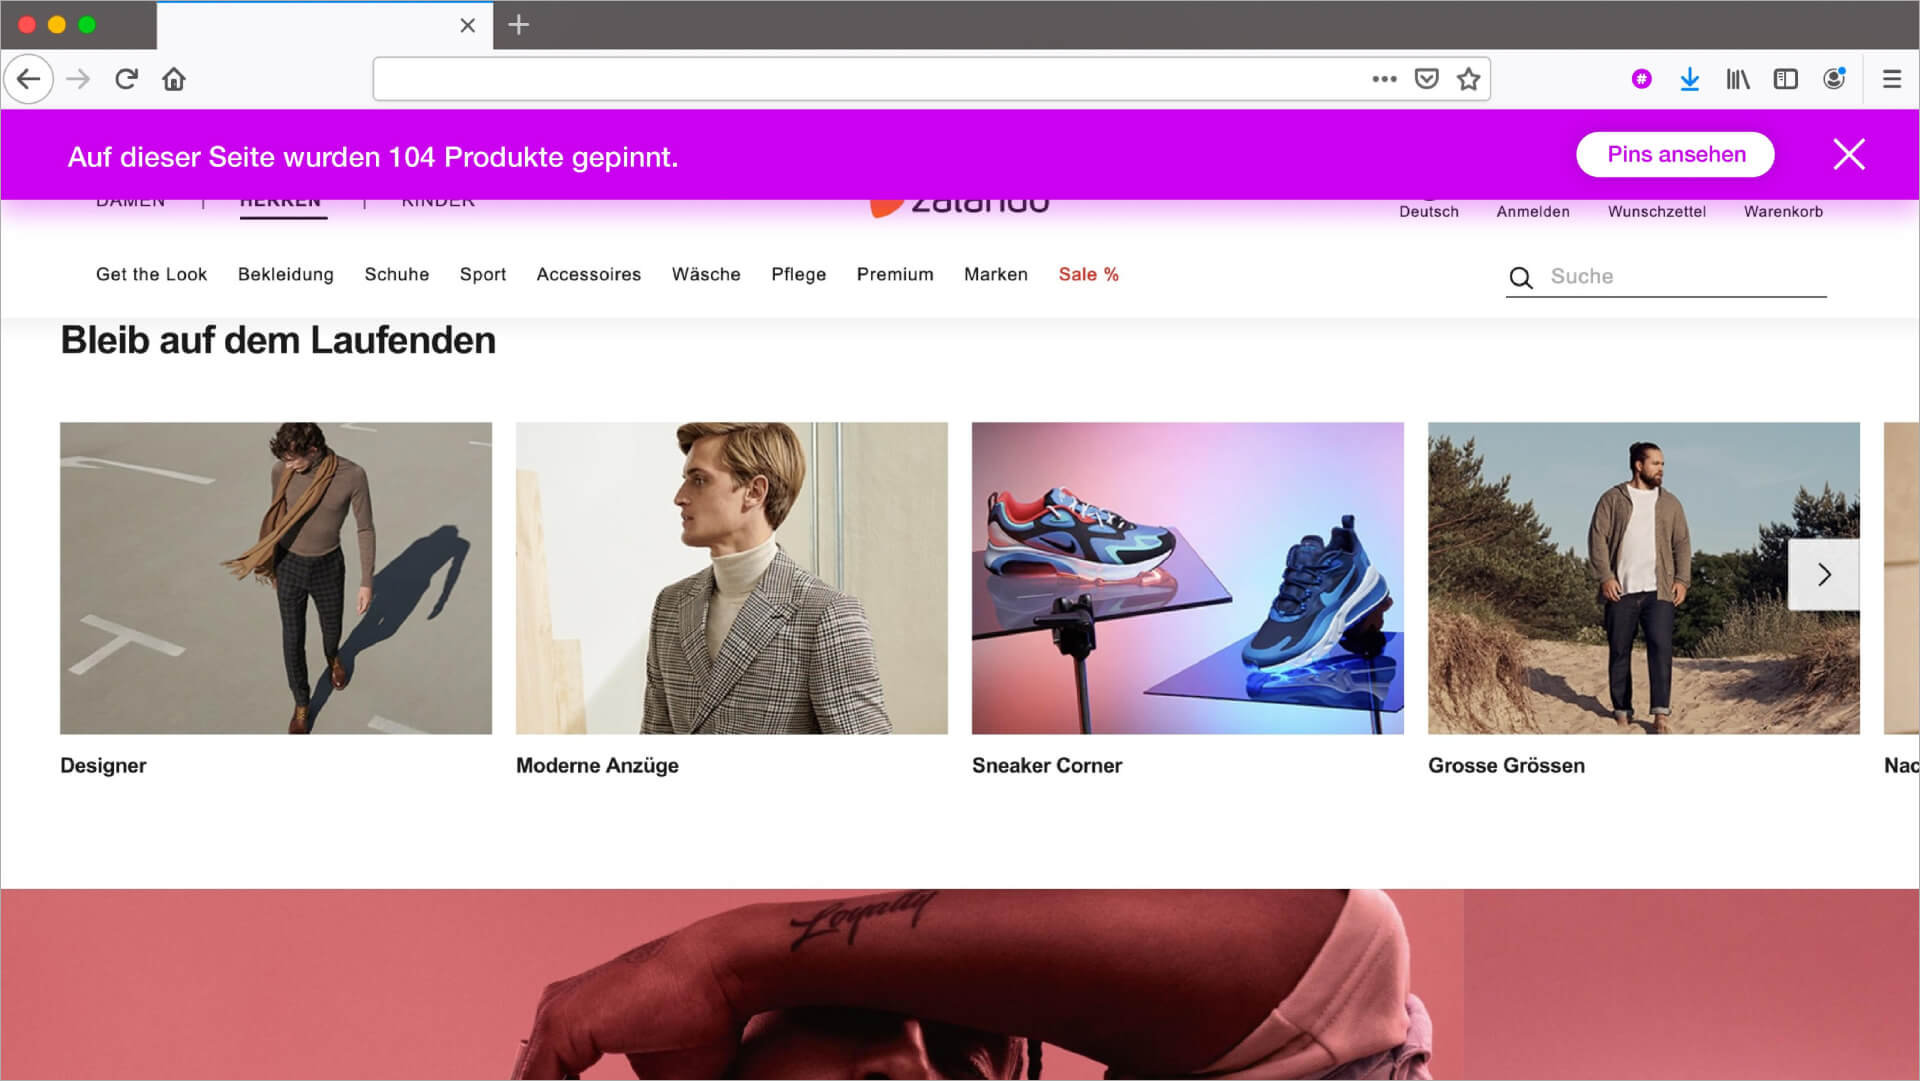 #
Auf dieser Seite wurden 104 Produkte gepinnt.
Pins ansehen
DAMEN | HERREN | KINDER
zalando
Deutsch Anmelden Wunschzettel Warenkorb
Get the Look Bekleidung Schuhe Sport Accessoires Wäsche Pflege Premium Marken Sale %
Suche
Bleib auf dem Laufenden
Designer
Moderne Anzüge
Sneaker Corner
Grosse Grössen
Nac
Loyalty